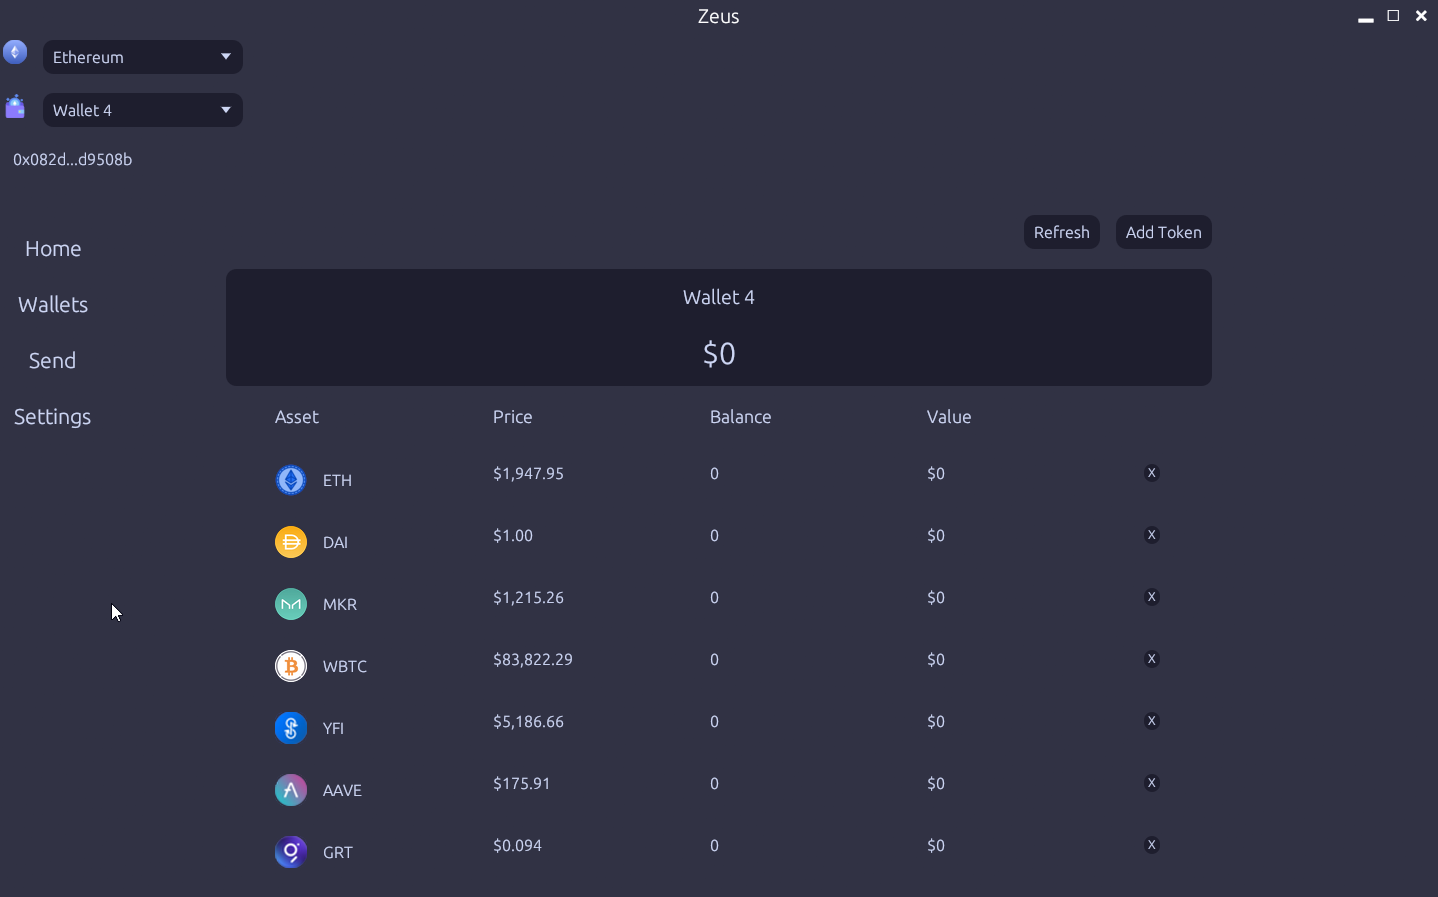 Zeus
Ethereum
Wallet 4
0x082d...d9508b
Home
Wallets
Send
Settings
Refresh Add Token
Wallet 4
$0
Asset Price Balance Value
ETH $1,947.95 0 $0 X
DAI $1.00 0 $0 X
MKR $1,215.26 0 $0 X
WBTC $83,822.29 0 $0 X
YFI $5,186.66 0 $0 X
AAVE $175.91 0 $0 X
GRT $0.094 0 $0 X